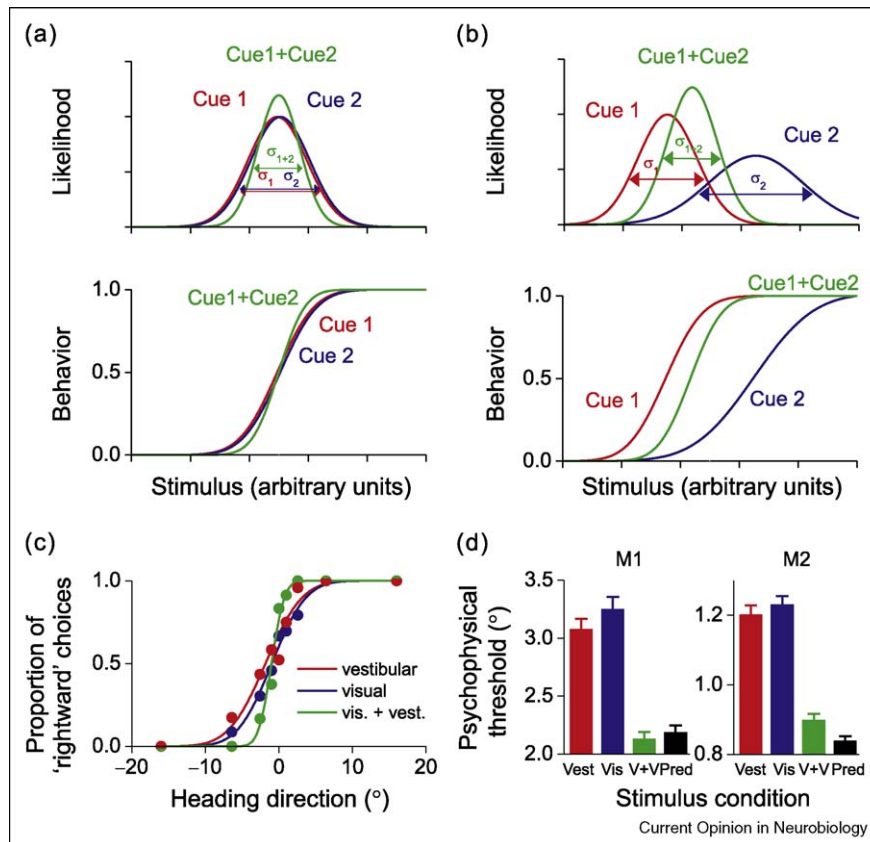 (a)
Cue1+Cue2
Cue 1
Cue 2
σ1+2
σ1 σ2
Likelihood
1.0
Cue1+Cue2
Cue 1
0.5
Cue 2
Behavior
0.0
Stimulus (arbitrary units)
(b)
Cue1+Cue2
Cue 1
Cue 2
σ1+2
σ1
σ2
Likelihood
Cue1+Cue2
1.0
0.5
Cue 1
Cue 2
Behavior
0.0
Stimulus (arbitrary units)
(c)
1.0
0.5
0.0
Proportion of
'rightward' choices
vestibular
visual
vis. + vest.
–20 –10 0 10 20
Heading direction (°)
(d)
M1 M2
3.5
3.0
2.5
2.0
Psychophysical
threshold (°)
1.2
1.0
0.8
Vest Vis V+V Pred Vest Vis V+V Pred
Stimulus condition
Current Opinion in Neurobiology